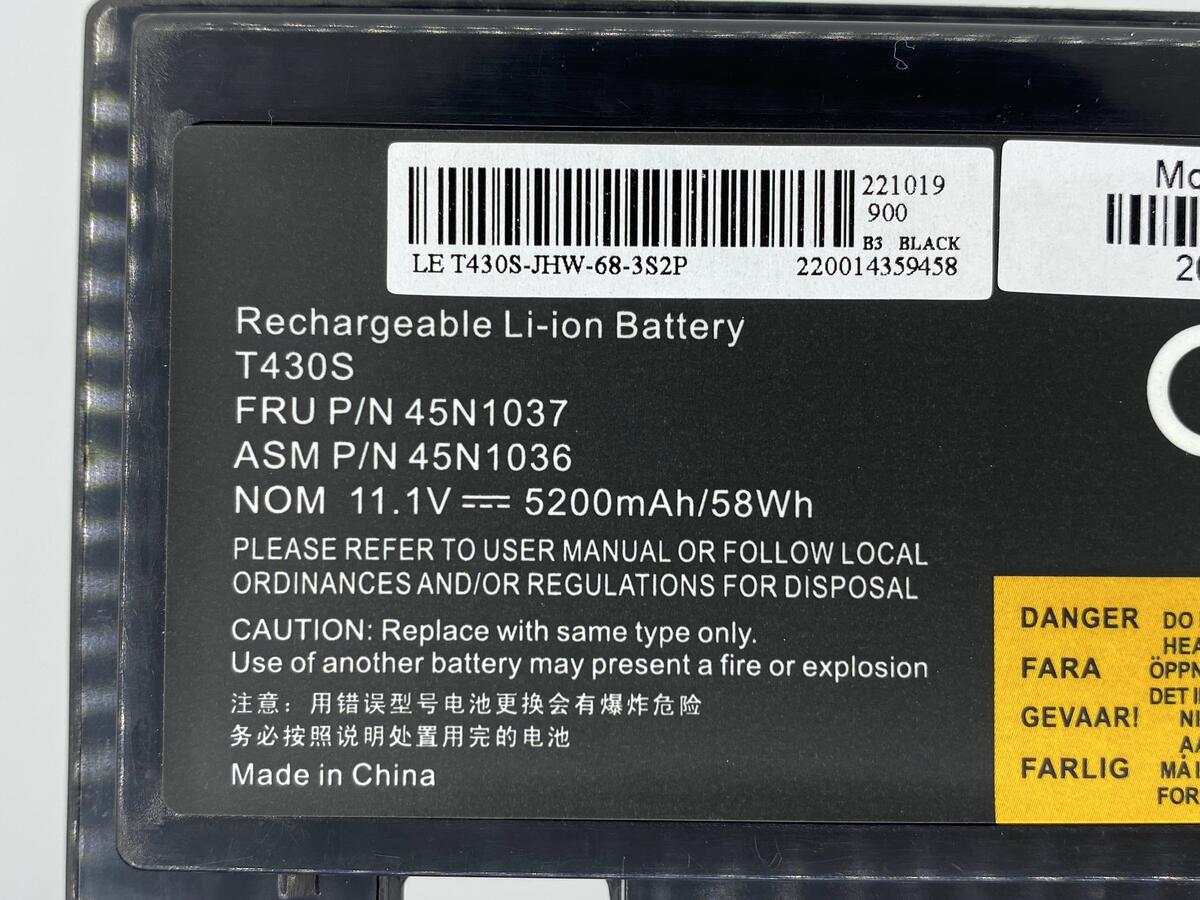 221019
900
B3 BLACK
LE T430S-JHW-68-3S2P 220014359458
Rechargeable Li-ion Battery
T430S
FRU P/N 45N1037
ASM P/N 45N1036
NOM 11.1V 5200mAh/58Wh
PLEASE REFER TO USER MANUAL OR FOLLOW LOCAL
ORDINANCES AND/OR REGULATIONS FOR DISPOSAL
CAUTION: Replace with same type only.
Use of another battery may present a fire or explosion
注意：用错误型号电池更换会有爆炸危险
务必按照说明处置用完的电池
Made in China
DANGER DO
FARA
GEVAAR!
FARLIG
DET
FOR